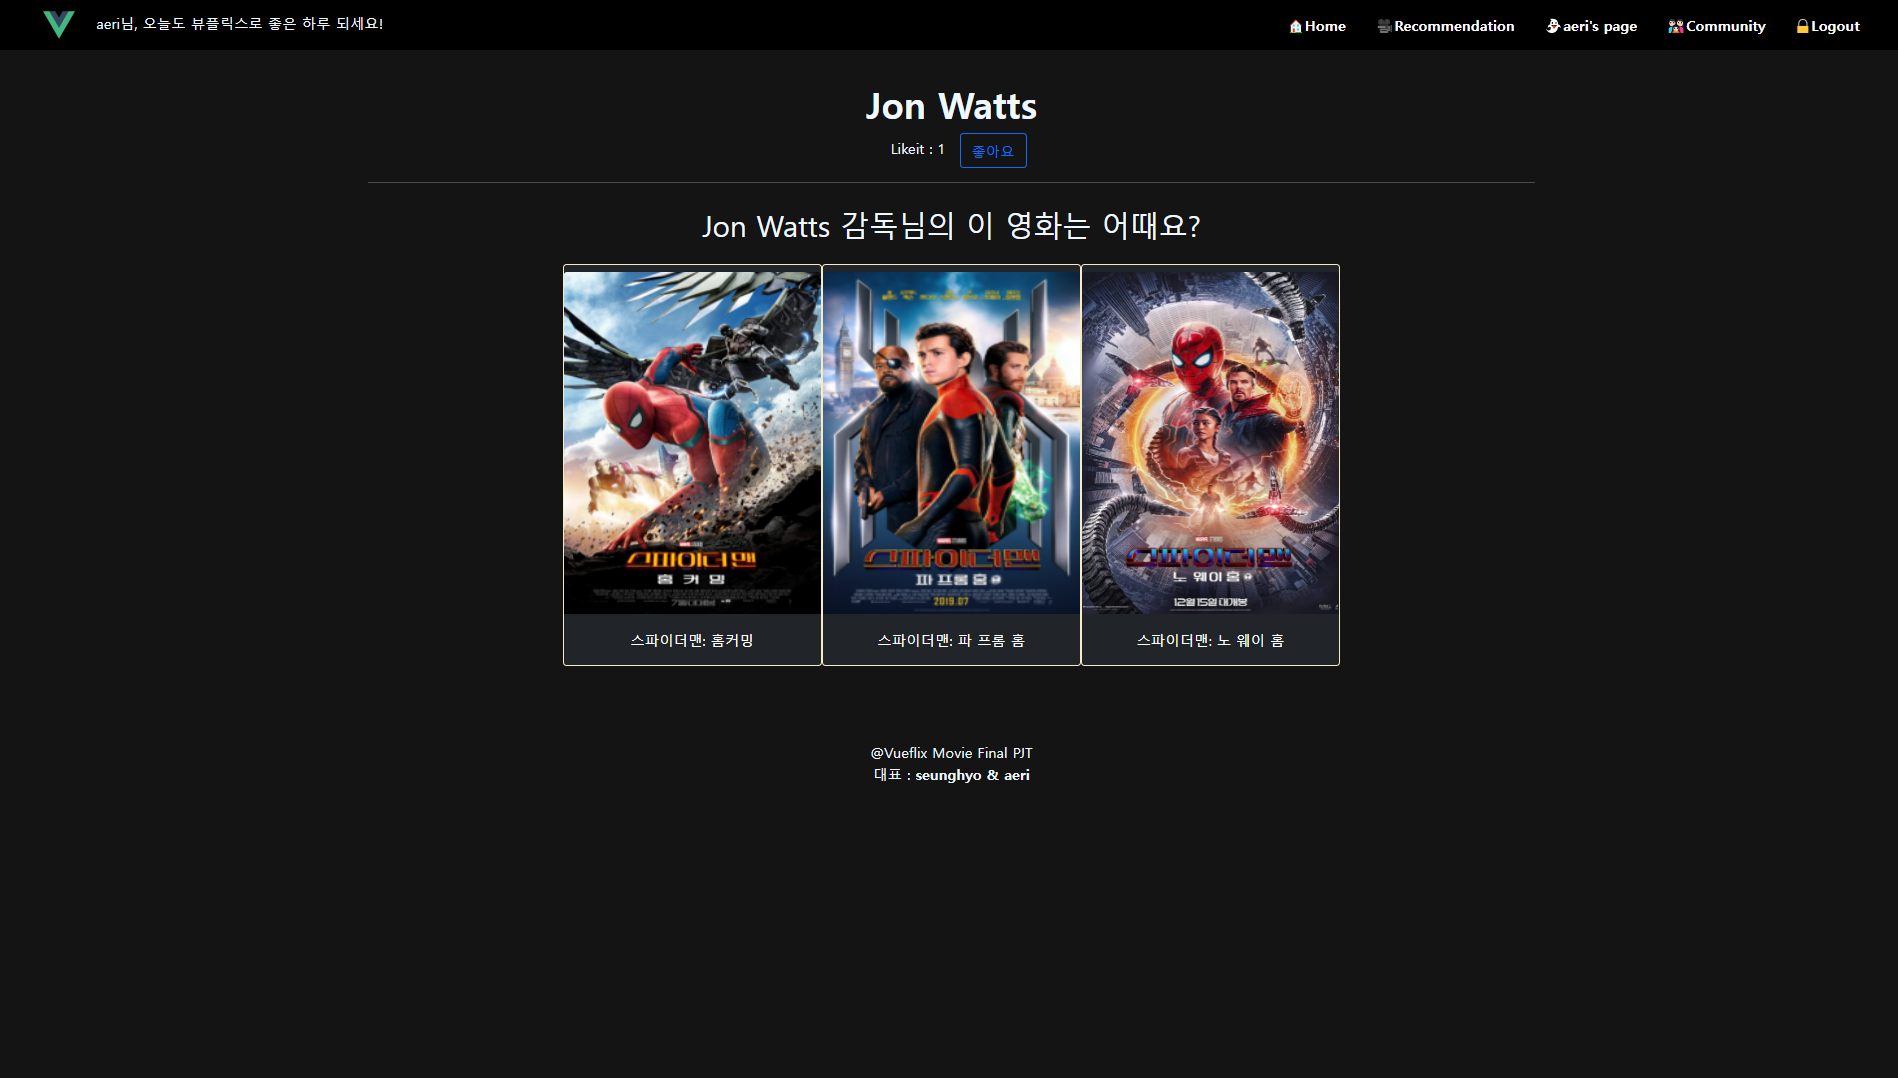 aeri님, 오늘도 뷰플릭스로 좋은 하루 되세요!
Home
Recommendation
aeri's page
Community
Logout
Jon Watts
Likeit : 1
좋아요
Jon Watts 감독님의 이 영화는 어때요?
스파이더맨
홈 커 밍
스파이더맨
파 프롬 홈
2019.07
스파이더맨
노 웨이 홈
12월 15일 대개봉
스파이더맨: 홈커밍
스파이더맨: 파 프롬 홈
스파이더맨: 노 웨이 홈
@Vueflix Movie Final PJT
대표 : seunghyo & aeri